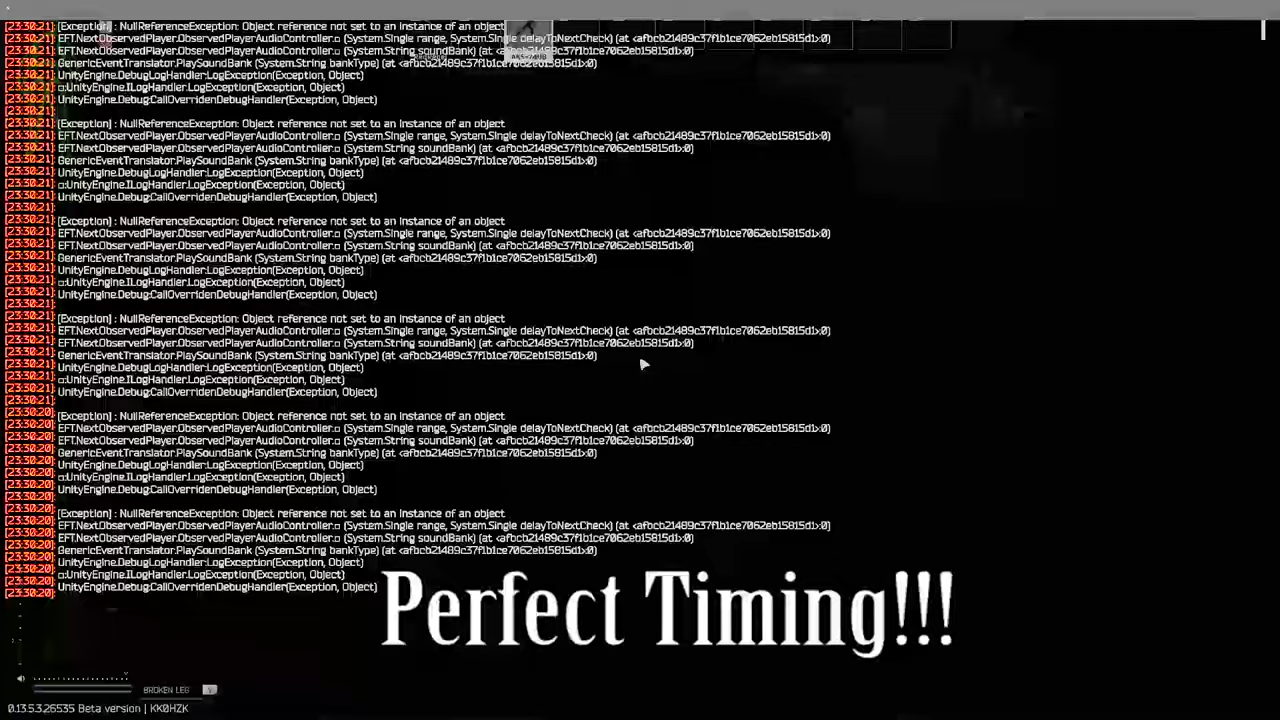 [23:30:21]: [Exception] : NullReferenceException: Object reference not set to an instance of an object
[23:30:21]: EFT.NextObservedPlayer.ObservedPlayerAudioController.□ (System.Single range, System.Single delayToNextCheck) (at <afbcb21489c37f1b1ce7062eb15815d1>:0)
[23:30:21]: EFT.NextObservedPlayer.ObservedPlayerAudioController.□ (System.String soundBank) (at <afbcb21489c37f1b1ce7062eb15815d1>:0)
[23:30:21]: GenericEventTranslator.PlaySoundBank (System.String bankType) (at <afbcb21489c37f1b1ce7062eb15815d1>:0)
[23:30:21]: UnityEngine.DebugLogHandler:LogException(Exception, Object)
[23:30:21]: □:UnityEngine.ILogHandler.LogException(Exception, Object)
[23:30:21]: UnityEngine.Debug:CallOverridenDebugHandler(Exception, Object)
[23:30:21]:
[23:30:21]: [Exception] : NullReferenceException: Object reference not set to an instance of an object
[23:30:21]: EFT.NextObservedPlayer.ObservedPlayerAudioController.□ (System.Single range, System.Single delayToNextCheck) (at <afbcb21489c37f1b1ce7062eb15815d1>:0)
[23:30:21]: EFT.NextObservedPlayer.ObservedPlayerAudioController.□ (System.String soundBank) (at <afbcb21489c37f1b1ce7062eb15815d1>:0)
[23:30:21]: GenericEventTranslator.PlaySoundBank (System.String bankType) (at <afbcb21489c37f1b1ce7062eb15815d1>:0)
[23:30:21]: UnityEngine.DebugLogHandler:LogException(Exception, Object)
[23:30:21]: □:UnityEngine.ILogHandler.LogException(Exception, Object)
[23:30:21]: UnityEngine.Debug:CallOverridenDebugHandler(Exception, Object)
[23:30:21]:
[23:30:21]: [Exception] : NullReferenceException: Object reference not set to an instance of an object
[23:30:21]: EFT.NextObservedPlayer.ObservedPlayerAudioController.□ (System.Single range, System.Single delayToNextCheck) (at <afbcb21489c37f1b1ce7062eb15815d1>:0)
[23:30:21]: EFT.NextObservedPlayer.ObservedPlayerAudioController.□ (System.String soundBank) (at <afbcb21489c37f1b1ce7062eb15815d1>:0)
[23:30:21]: GenericEventTranslator.PlaySoundBank (System.String bankType) (at <afbcb21489c37f1b1ce7062eb15815d1>:0)
[23:30:21]: UnityEngine.DebugLogHandler:LogException(Exception, Object)
[23:30:21]: □:UnityEngine.ILogHandler.LogException(Exception, Object)
[23:30:21]: UnityEngine.Debug:CallOverridenDebugHandler(Exception, Object)
[23:30:21]:
[23:30:21]: [Exception] : NullReferenceException: Object reference not set to an instance of an object
[23:30:21]: EFT.NextObservedPlayer.ObservedPlayerAudioController.□ (System.Single range, System.Single delayToNextCheck) (at <afbcb21489c37f1b1ce7062eb15815d1>:0)
[23:30:21]: EFT.NextObservedPlayer.ObservedPlayerAudioController.□ (System.String soundBank) (at <afbcb21489c37f1b1ce7062eb15815d1>:0)
[23:30:21]: GenericEventTranslator.PlaySoundBank (System.String bankType) (at <afbcb21489c37f1b1ce7062eb15815d1>:0)
[23:30:21]: UnityEngine.DebugLogHandler:LogException(Exception, Object)
[23:30:21]: □:UnityEngine.ILogHandler.LogException(Exception, Object)
[23:30:21]: UnityEngine.Debug:CallOverridenDebugHandler(Exception, Object)
[23:30:20]:
[23:30:20]: [Exception] : NullReferenceException: Object reference not set to an instance of an object
[23:30:20]: EFT.NextObservedPlayer.ObservedPlayerAudioController.□ (System.Single range, System.Single delayToNextCheck) (at <afbcb21489c37f1b1ce7062eb15815d1>:0)
[23:30:20]: EFT.NextObservedPlayer.ObservedPlayerAudioController.□ (System.String soundBank) (at <afbcb21489c37f1b1ce7062eb15815d1>:0)
[23:30:20]: GenericEventTranslator.PlaySoundBank (System.String bankType) (at <afbcb21489c37f1b1ce7062eb15815d1>:0)
[23:30:20]: UnityEngine.DebugLogHandler:LogException(Exception, Object)
[23:30:20]: □:UnityEngine.ILogHandler.LogException(Exception, Object)
[23:30:20]: UnityEngine.Debug:CallOverridenDebugHandler(Exception, Object)
[23:30:20]:
[23:30:20]: [Exception] : NullReferenceException: Object reference not set to an instance of an object
[23:30:20]: EFT.NextObservedPlayer.ObservedPlayerAudioController.□ (System.Single range, System.Single delayToNextCheck) (at <afbcb21489c37f1b1ce7062eb15815d1>:0)
[23:30:20]: EFT.NextObservedPlayer.ObservedPlayerAudioController.□ (System.String soundBank) (at <afbcb21489c37f1b1ce7062eb15815d1>:0)
[23:30:20]: GenericEventTranslator.PlaySoundBank (System.String bankType) (at <afbcb21489c37f1b1ce7062eb15815d1>:0)
[23:30:20]: UnityEngine.DebugLogHandler:LogException(Exception, Object)
[23:30:20]: □:UnityEngine.ILogHandler.LogException(Exception, Object)
[23:30:20]: UnityEngine.Debug:CallOverridenDebugHandler(Exception, Object)
Perfect Timing!!!
BROKEN LEG Y
0.13.5.3.26535 Beta version | KK0HZK